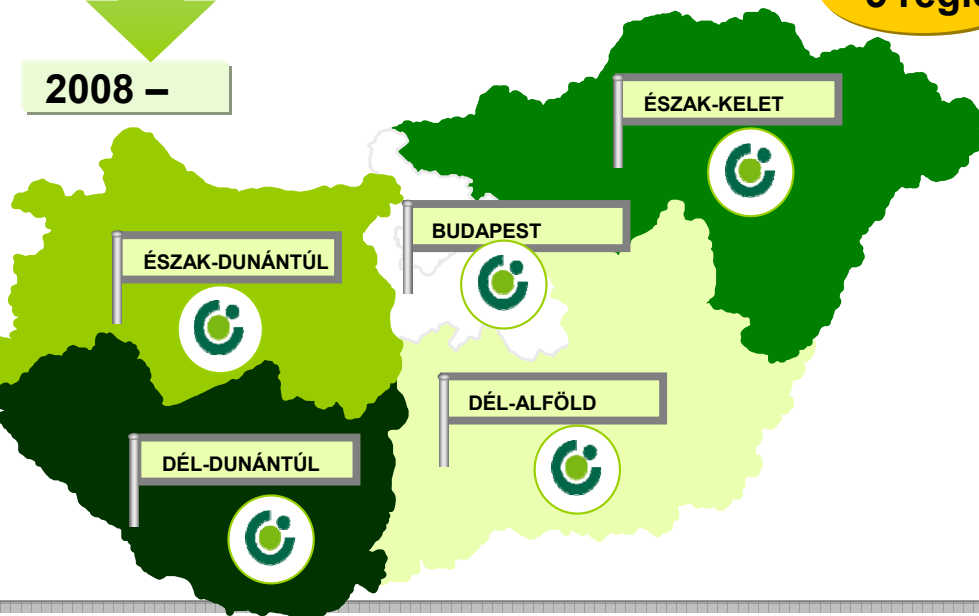 2008 –
ÉSZAK-KELET
BUDAPEST
ÉSZAK-DUNÁNTÚL
DÉL-ALFÖLD
DÉL-DUNÁNTÚL